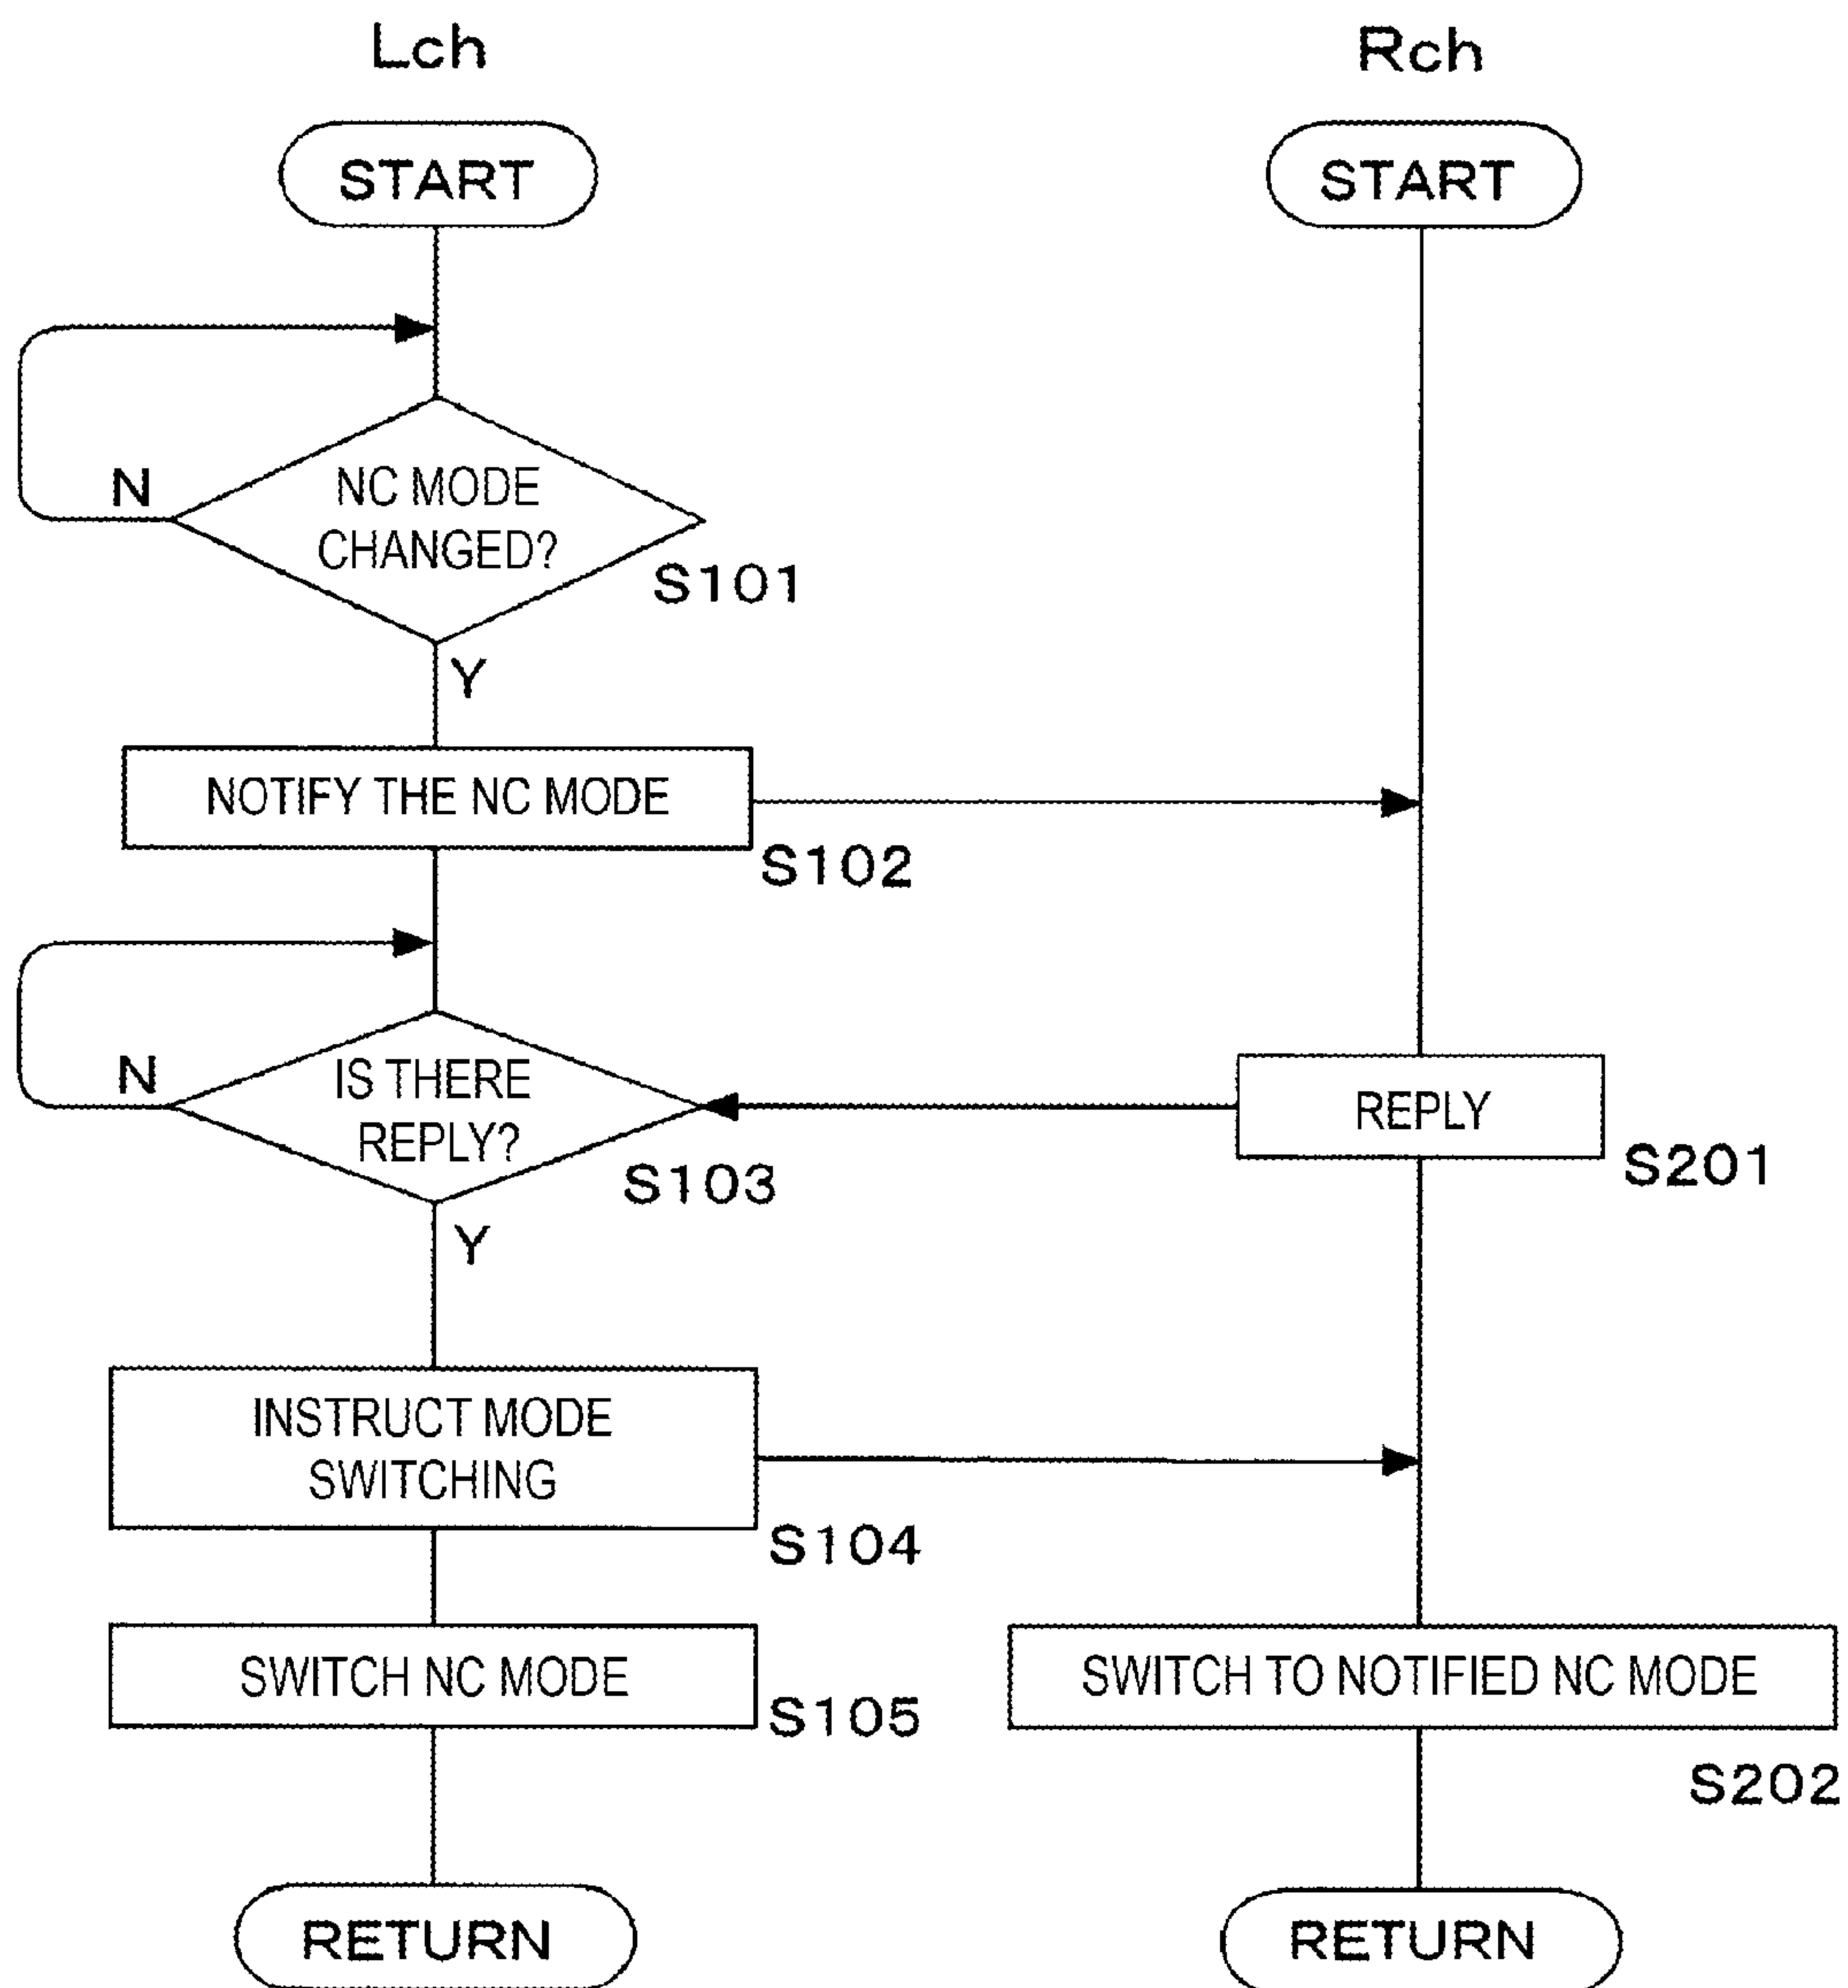 Lch
Rch
START
START
NC MODE
CHANGED?
N
S101
Y
NOTIFY THE NC MODE
S102
IS THERE
REPLY?
N
S103
REPLY
S201
Y
INSTRUCT MODE
SWITCHING
S104
SWITCH NC MODE
S105
SWITCH TO NOTIFIED NC MODE
S202
RETURN
RETURN